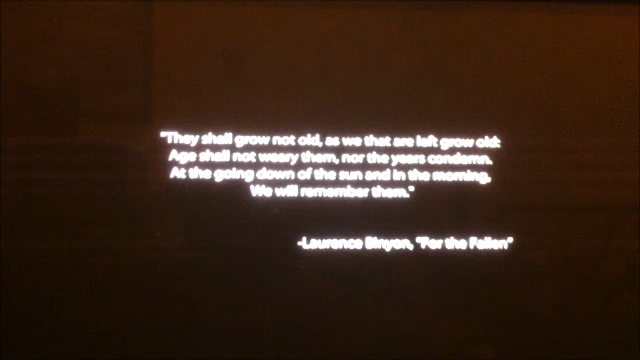 "They shall grow not old, as we that are left grow old:
Age shall not weary them, nor the years condemn.
At the going down of the sun and in the morning,
We will remember them."
-Laurence Binyon, "For the Fallen"